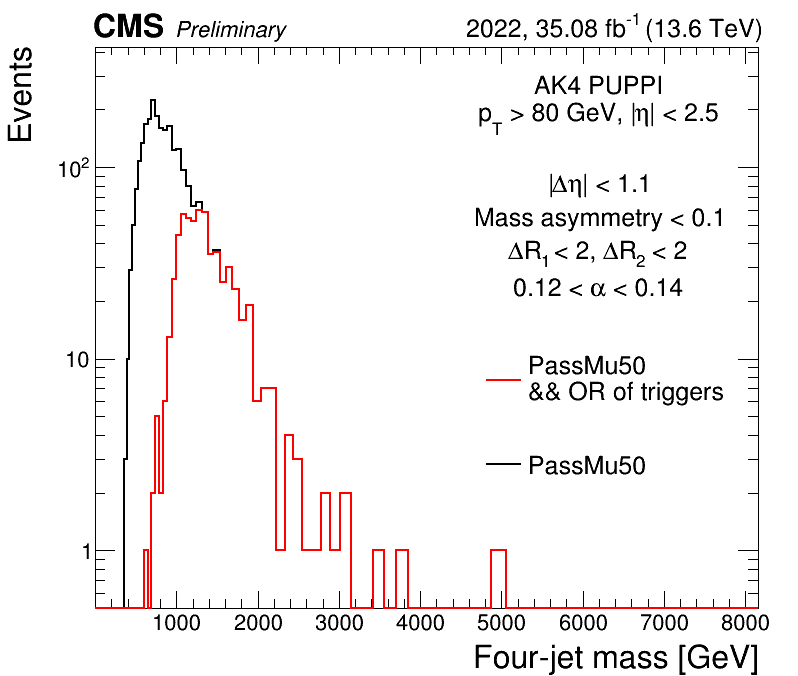 CMS Preliminary 2022, 35.08 fb⁻¹ (13.6 TeV)
Events
AK4 PUPPI
p_T > 80 GeV, |η| < 2.5
|Δη| < 1.1
Mass asymmetry < 0.1
ΔR₁ < 2, ΔR₂ < 2
0.12 < α < 0.14
PassMu50
&& OR of triggers
PassMu50
10²
10
1
1000 2000 3000 4000 5000 6000 7000 8000
Four-jet mass [GeV]